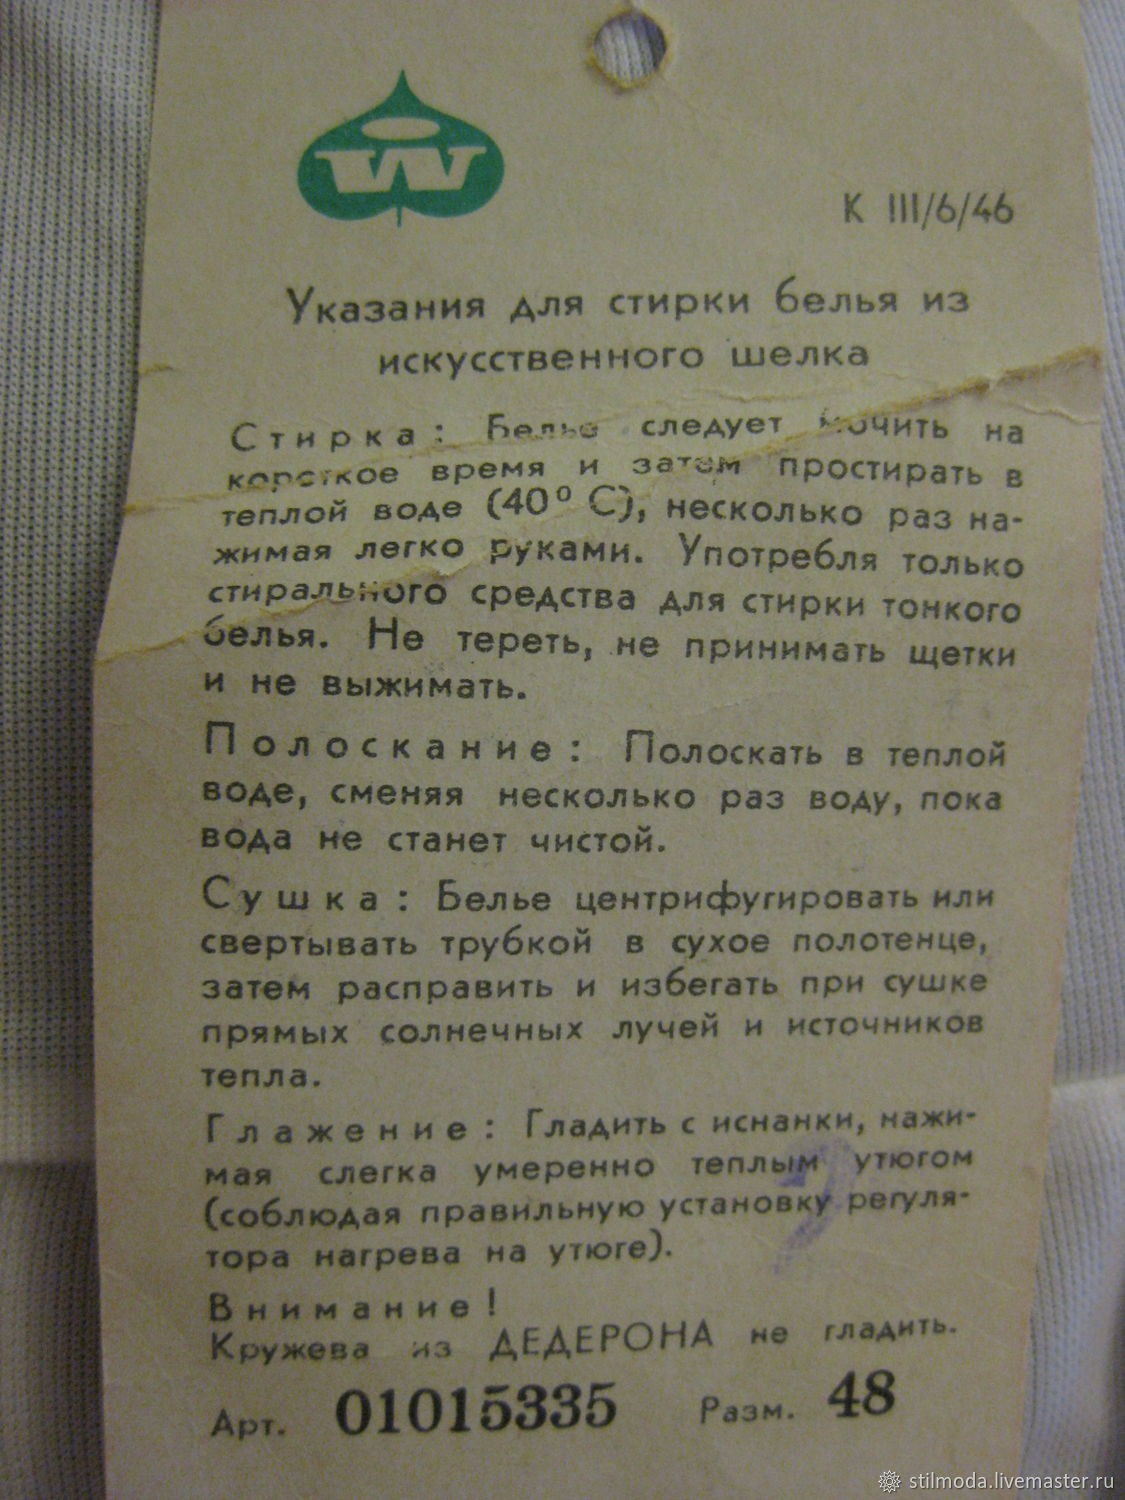 W
К III/6/46
Указания для стирки белья из
искусственного шелка
Стирка: Белье следует мочить на
короткое время и затем простирать в
теплой воде (40° С), несколько раз на-
жимая легко руками. Употребля только
стирального средства для стирки тонкого
белья. Не тереть, не принимать щетки
и не выжимать.
Полоскание: Полоскать в теплой
воде, сменяя несколько раз воду, пока
вода не станет чистой.
Сушка: Белье центрифугировать или
свертывать трубкой в сухое полотенце,
затем расправить и избегать при сушке
прямых солнечных лучей и источников
тепла.
Глажение: Гладить с иснанки, нажи-
мая слегка умеренно теплым утюгом
(соблюдая правильную установку регуля-
тора нагрева на утюге).
Внимание!
Кружева из ДЕДЕРОНА не гладить.
Арт. 01015335 Разм. 48
stilmoda.livemaster.ru